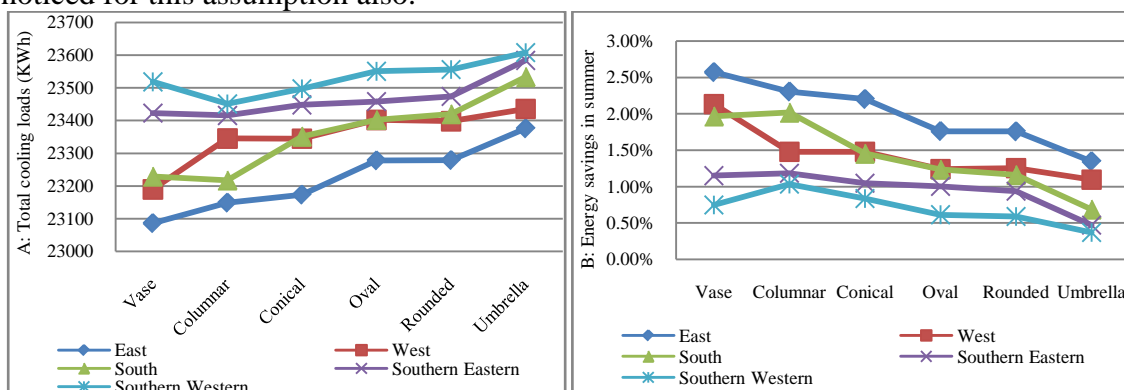 noticed for this assumption also.
A: Total cooling loads (KWh)
23700
23600
23500
23400
23300
23200
23100
23000
Vase
Columnar
Conical
Oval
Rounded
Umbrella
East
West
South
Southern Eastern
Southern Western
B: Energy savings in summer
3.00%
2.50%
2.00%
1.50%
1.00%
0.50%
0.00%
Vase Columnar Conical Oval Rounded Umbrella
East
West
South
Southern Eastern
Southern Western